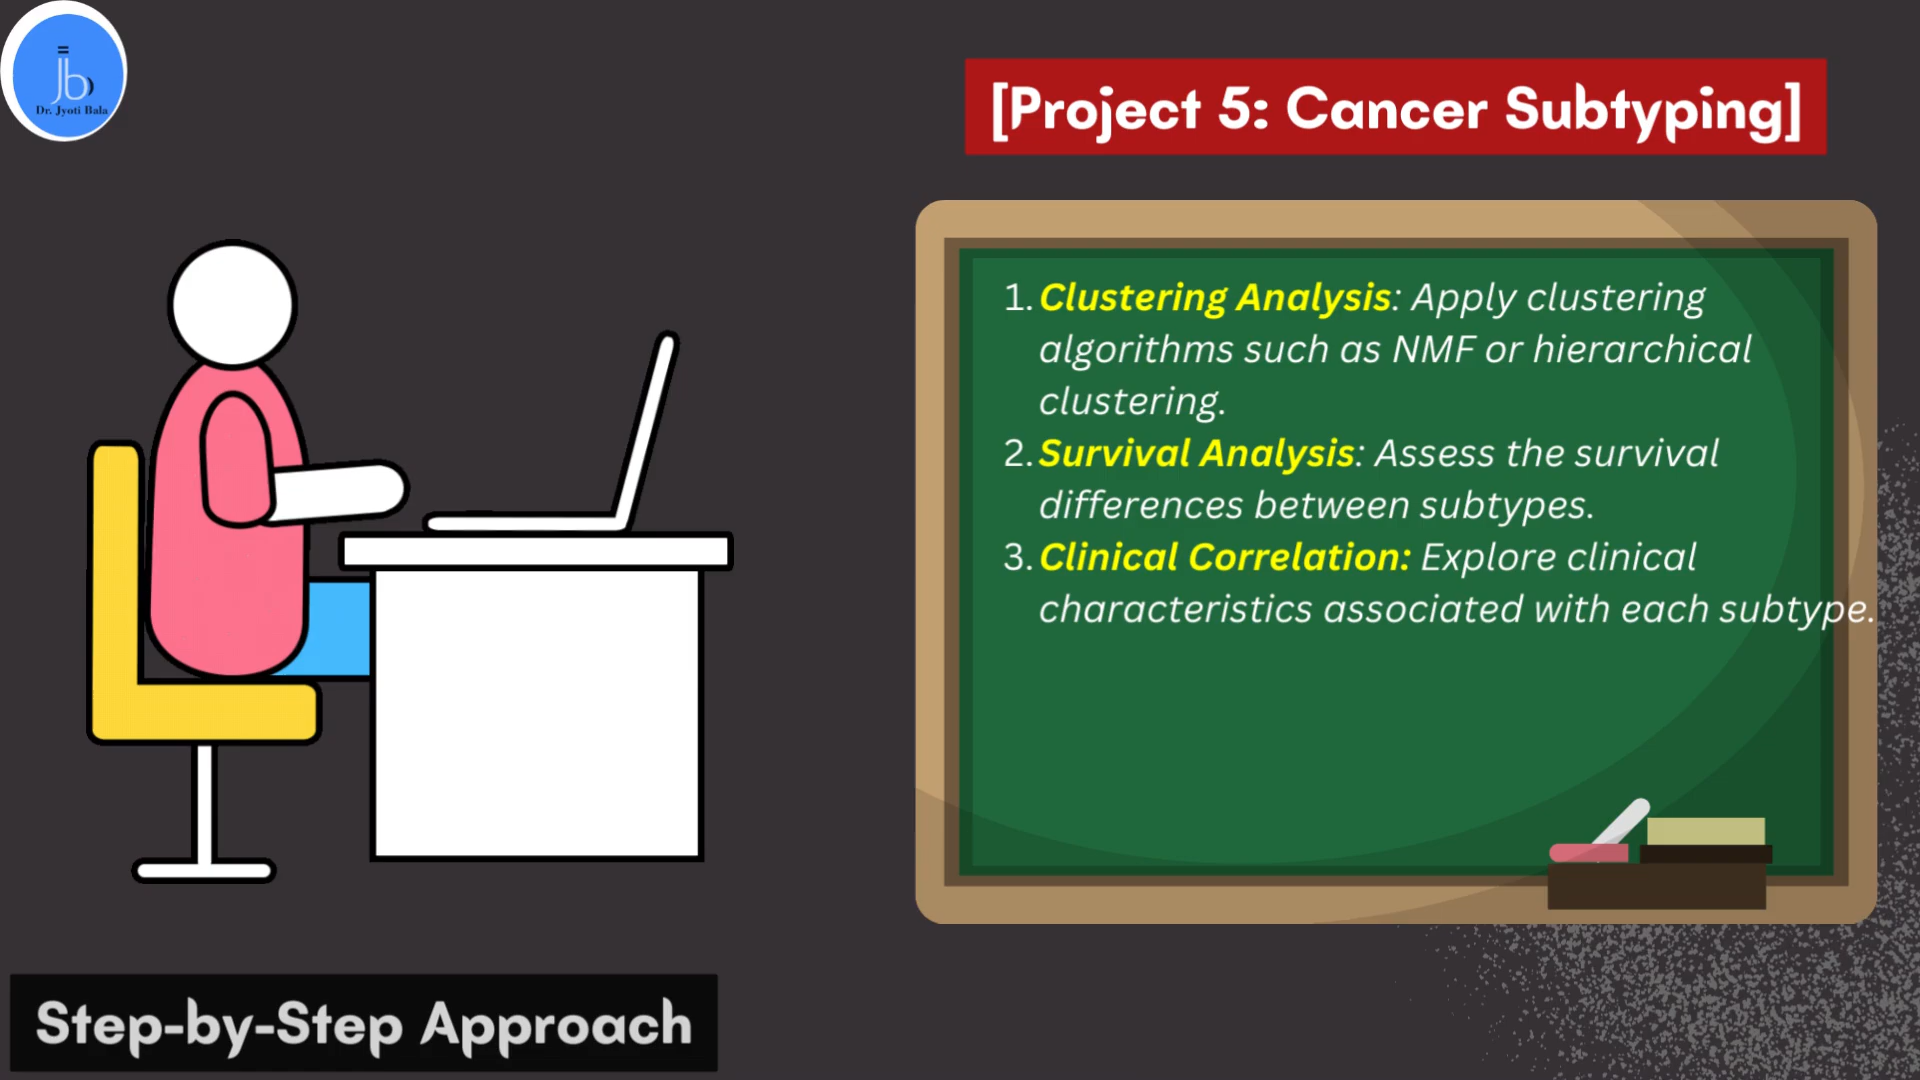 jb
Dr. Jyoti Bala
[Project 5: Cancer Subtyping]
1. Clustering Analysis: Apply clustering
algorithms such as NMF or hierarchical
clustering.
2. Survival Analysis: Assess the survival
differences between subtypes.
3. Clinical Correlation: Explore clinical
characteristics associated with each subtype.
Step-by-Step Approach